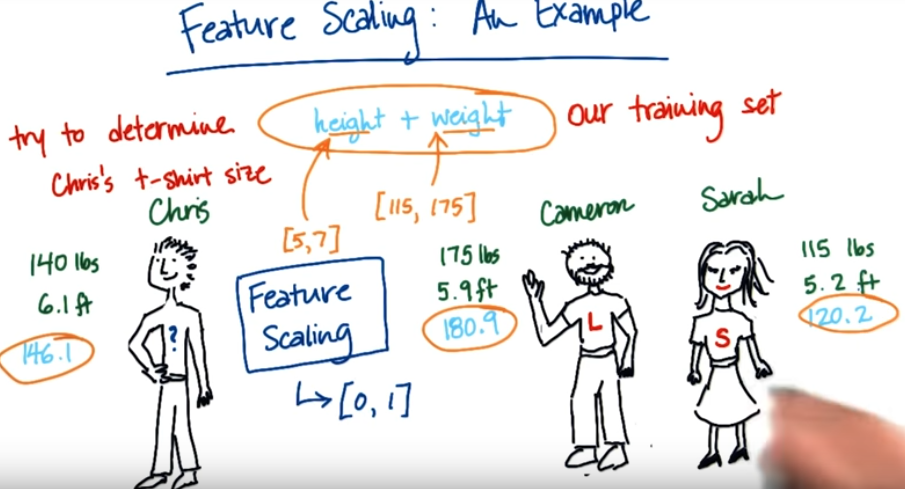 Feature Scaling: An Example
try to determine
Chris's t-shirt size
height + weight
our training set
[5,7]
[115, 175]
Chris
140 lbs
6.1 ft
146.1
?
Feature
Scaling
↳[0, 1]
Cameron
175 lbs
5.9 ft
180.9
L
Sarah
115 lbs
5.2 ft
120.2
S